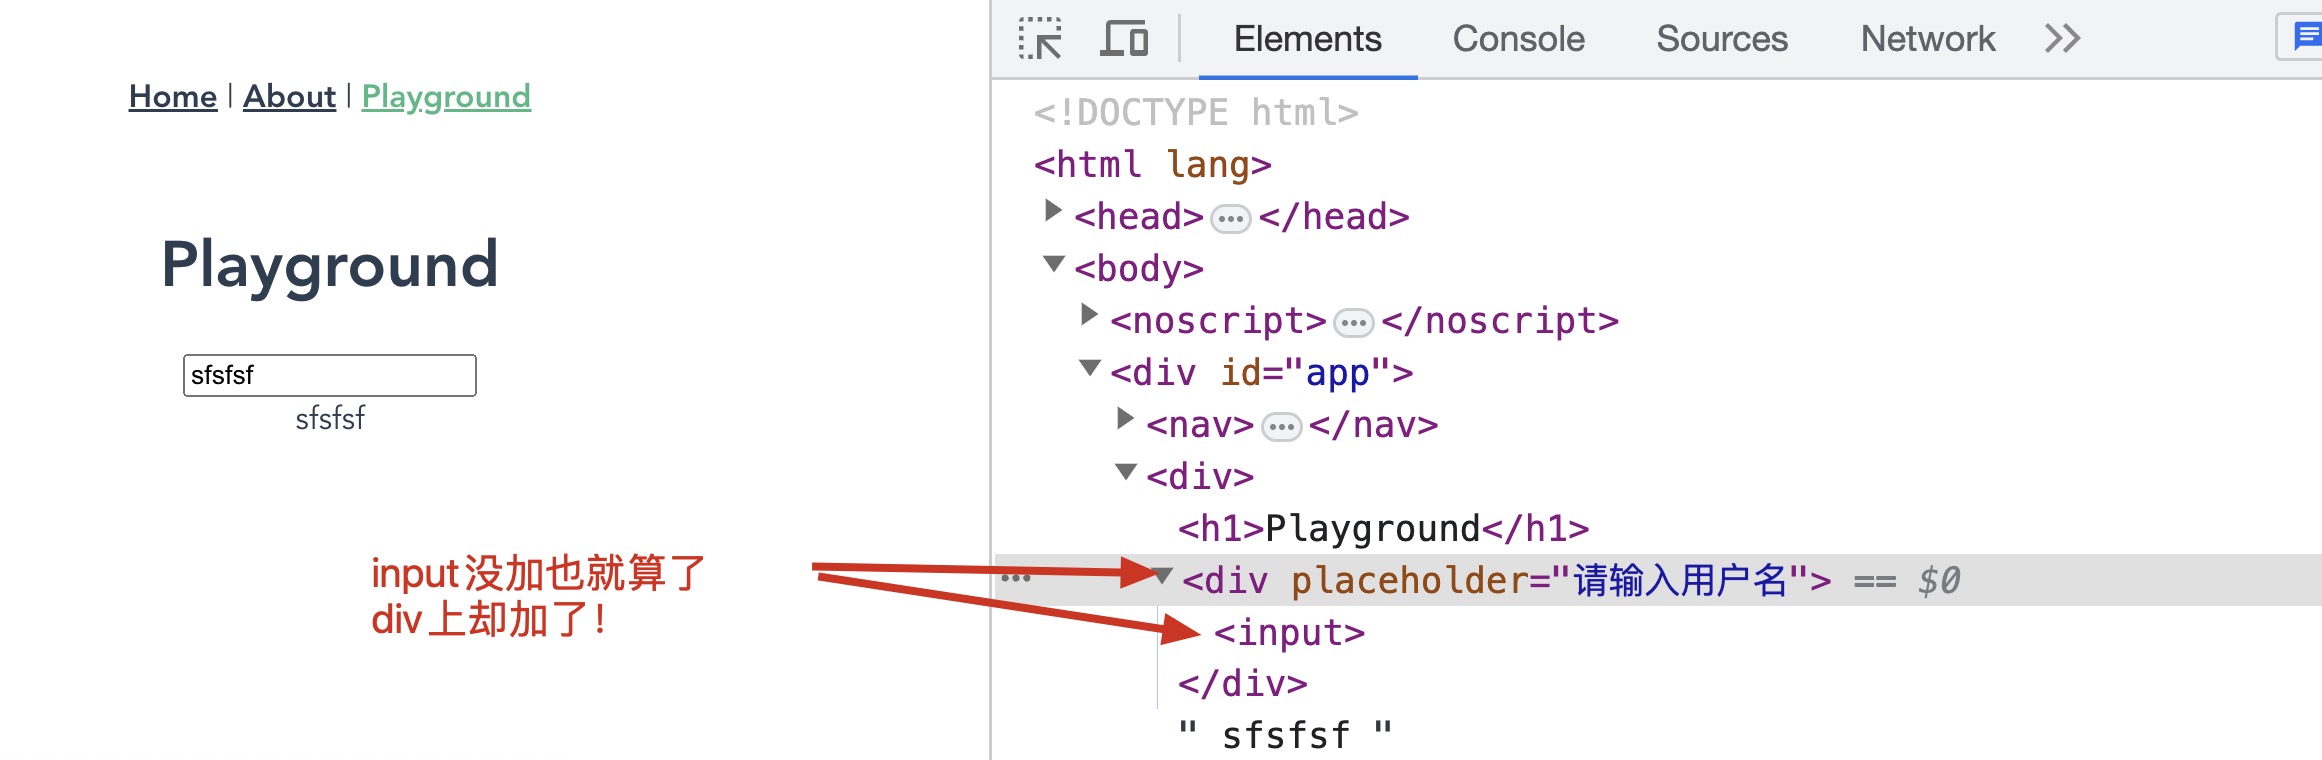 Home | About | Playground
Playground
sfsfsf
sfsfsf
input没加也就算了
div上却加了！
Elements Console Sources Network
<!DOCTYPE html>
<html lang>
<head>•••</head>
<body>
<noscript>•••</noscript>
<div id="app">
<nav>•••</nav>
<div>
<h1>Playground</h1>
••• <div placeholder="请输入用户名"> == $0
<input>
</div>
" sfsfsf "